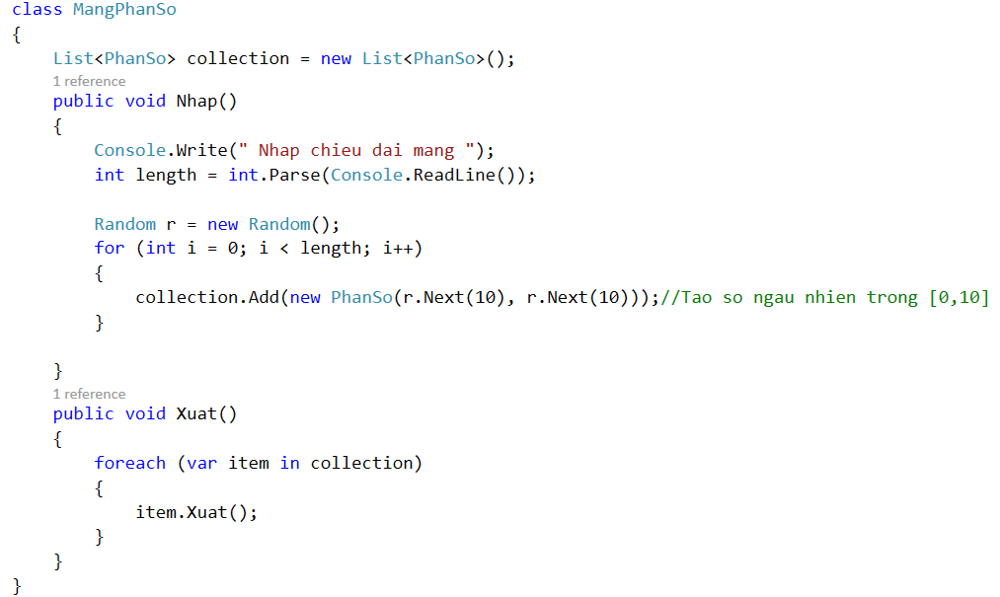 class MangPhanSo
{
    List<PhanSo> collection = new List<PhanSo>();
    1 reference
    public void Nhap()
    {
        Console.Write(" Nhap chieu dai mang ");
        int length = int.Parse(Console.ReadLine());

        Random r = new Random();
        for (int i = 0; i < length; i++)
        {
            collection.Add(new PhanSo(r.Next(10), r.Next(10)));//Tao so ngau nhien trong [0,10]
        }

    }
    1 reference
    public void Xuat()
    {
        foreach (var item in collection)
        {
            item.Xuat();
        }
    }
}